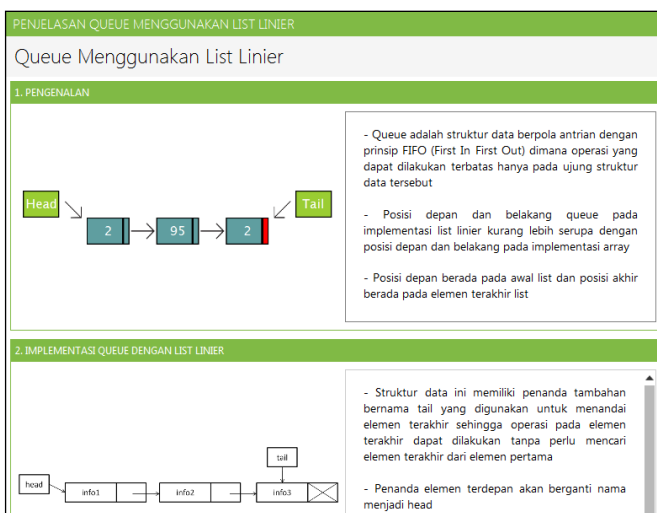 PENJELASAN QUEUE MENGGUNAKAN LIST LINIER
Queue Menggunakan List Linier
1. PENGENALAN
Head
Tail
2
95
2
- Queue adalah struktur data berpola antrian dengan
prinsip FIFO (First In First Out) dimana operasi yang
dapat dilakukan terbatas hanya pada ujung struktur
data tersebut
- Posisi depan dan belakang queue pada
implementasi list linier kurang lebih serupa dengan
posisi depan dan belakang pada implementasi array
- Posisi depan berada pada awal list dan posisi akhir
berada pada elemen terakhir list
2. IMPLEMENTASI QUEUE DENGAN LIST LINIER
tail
head
info1
info2
info3
- Struktur data ini memiliki penanda tambahan
bernama tail yang digunakan untuk menandai
elemen terakhir sehingga operasi pada elemen
terakhir dapat dilakukan tanpa perlu mencari
elemen terakhir dari elemen pertama
- Penanda elemen terdepan akan berganti nama
menjadi head